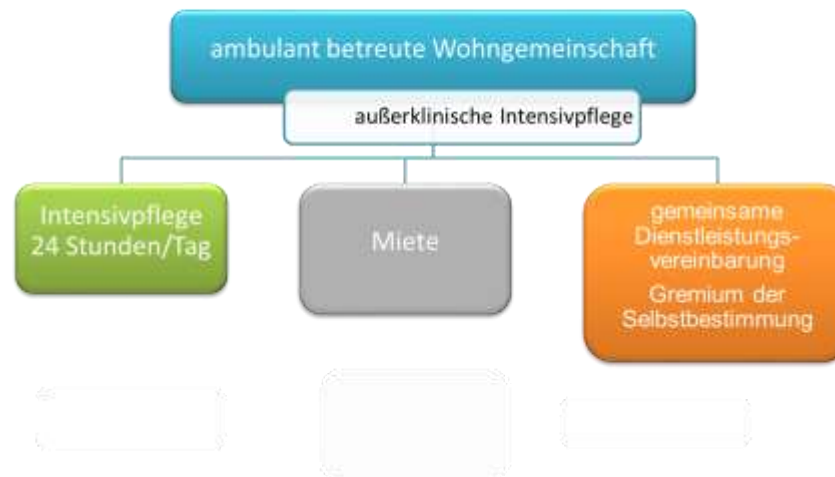 ambulant betreute Wohngemeinschaft
außerklinische Intensivpflege
Intensivpflege
24 Stunden/Tag
Miete
gemeinsame
Dienstleistungs-
vereinbarung
Gremium der
Selbstbestimmung